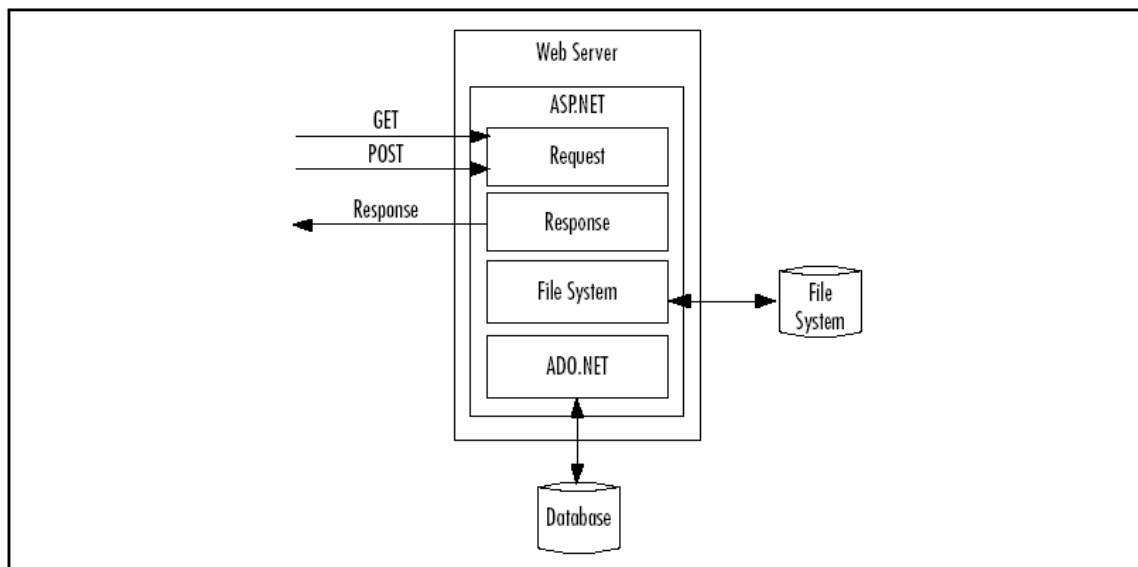 Web Server
ASP.NET
GET
Request
POST
Response
Response
File System
File
System
ADO.NET
Database